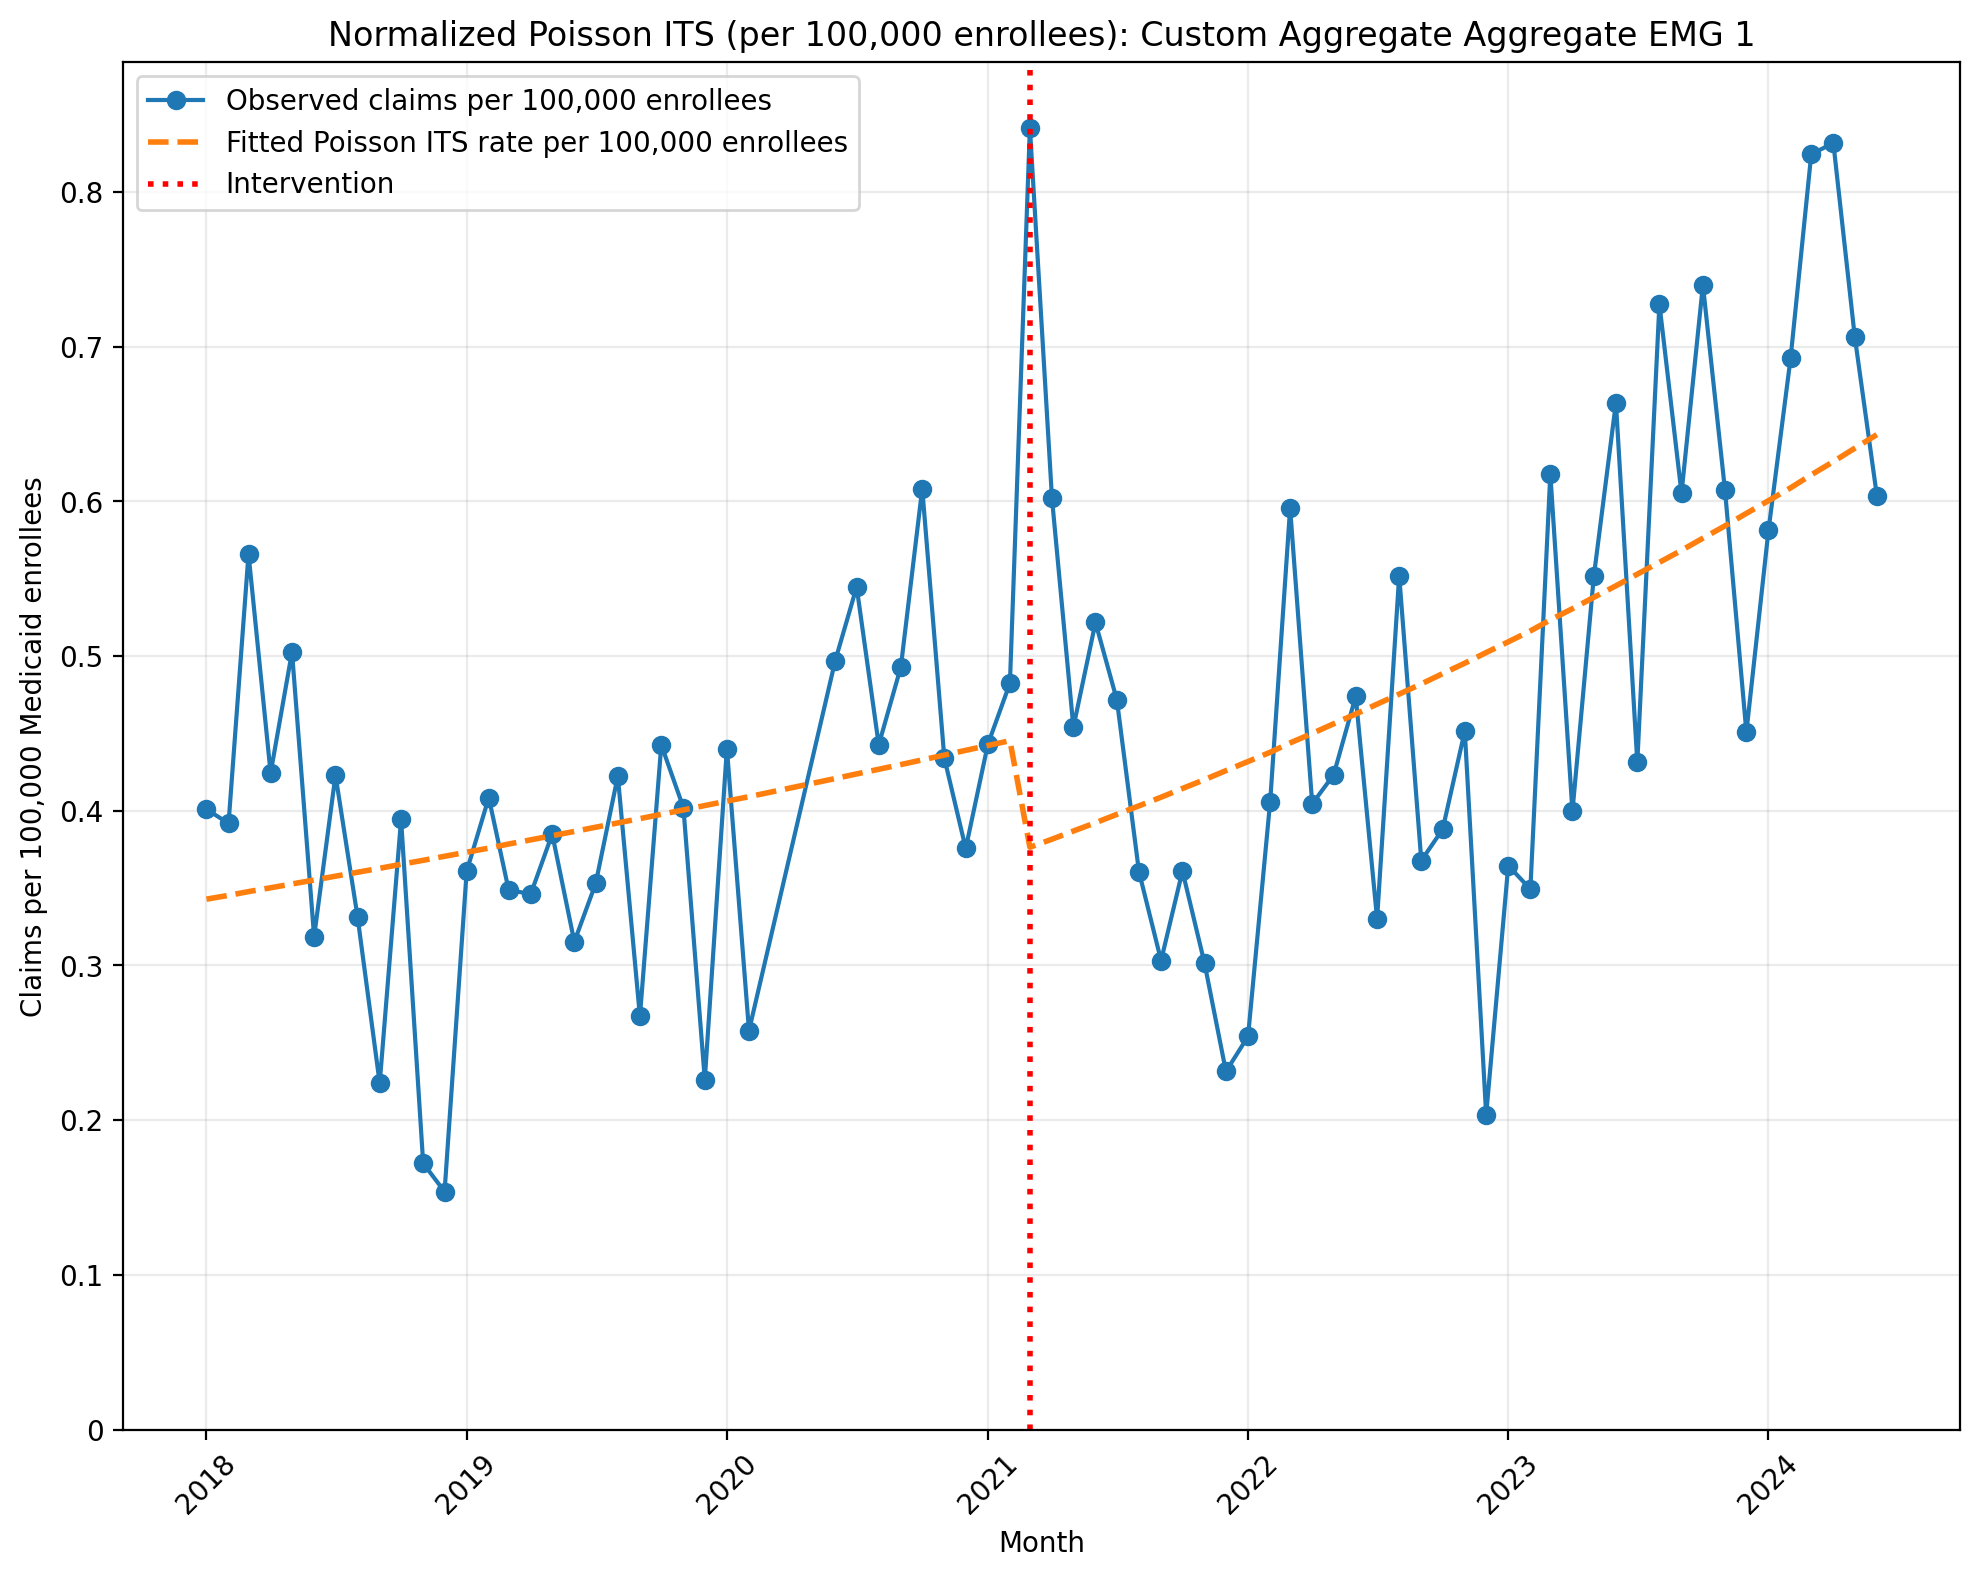 Normalized Poisson ITS (per 100,000 enrollees): Custom Aggregate Aggregate EMG 1
Observed claims per 100,000 enrollees
Fitted Poisson ITS rate per 100,000 enrollees
Intervention
Claims per 100,000 Medicaid enrollees
0.8
0.7
0.6
0.5
0.4
0.3
0.2
0.1
0
2018
2019
2020
2021
2022
2023
2024
Month